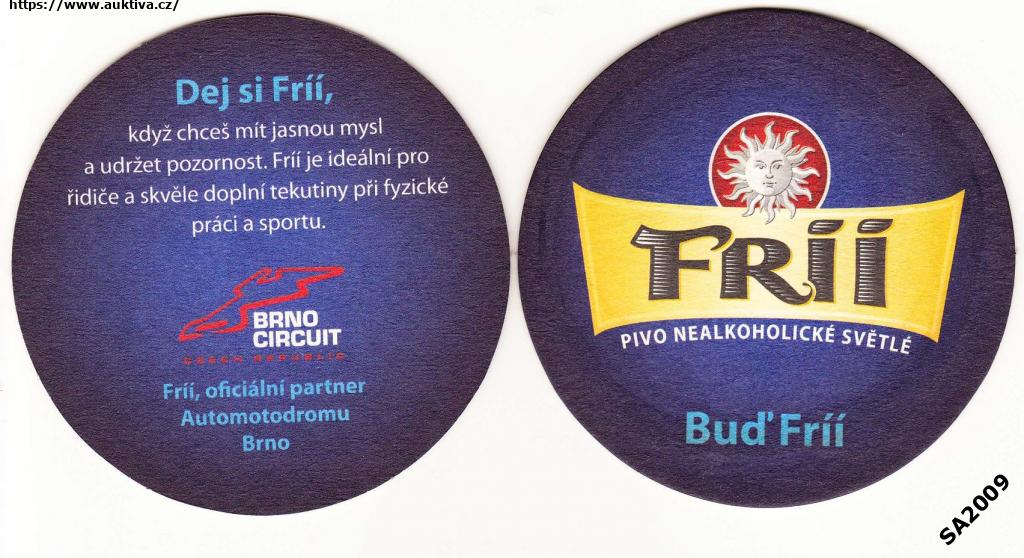 https://www.auktiva.cz/
Dej si Fríí,
když chceš mít jasnou mysl
a udržet pozornost. Fríí je ideální pro
řidiče a skvěle doplní tekutiny při fyzické
práci a sportu.
BRNO
CIRCUIT
CZECH REPUBLIC
Fríí, oficiální partner
Automotodromu
Brno
FRÍÍ
PIVO NEALKOHOLICKÉ SVĚTLÉ
Buď Fríí
SA2009